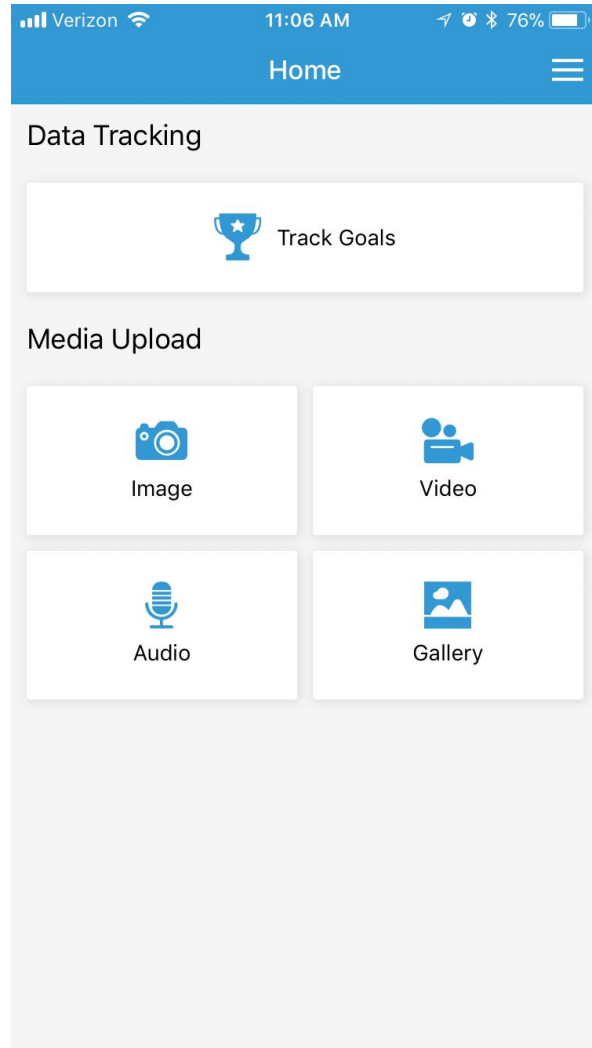 Verizon 11:06 AM 76%
Home
Data Tracking
Track Goals
Media Upload
Image Video
Audio Gallery